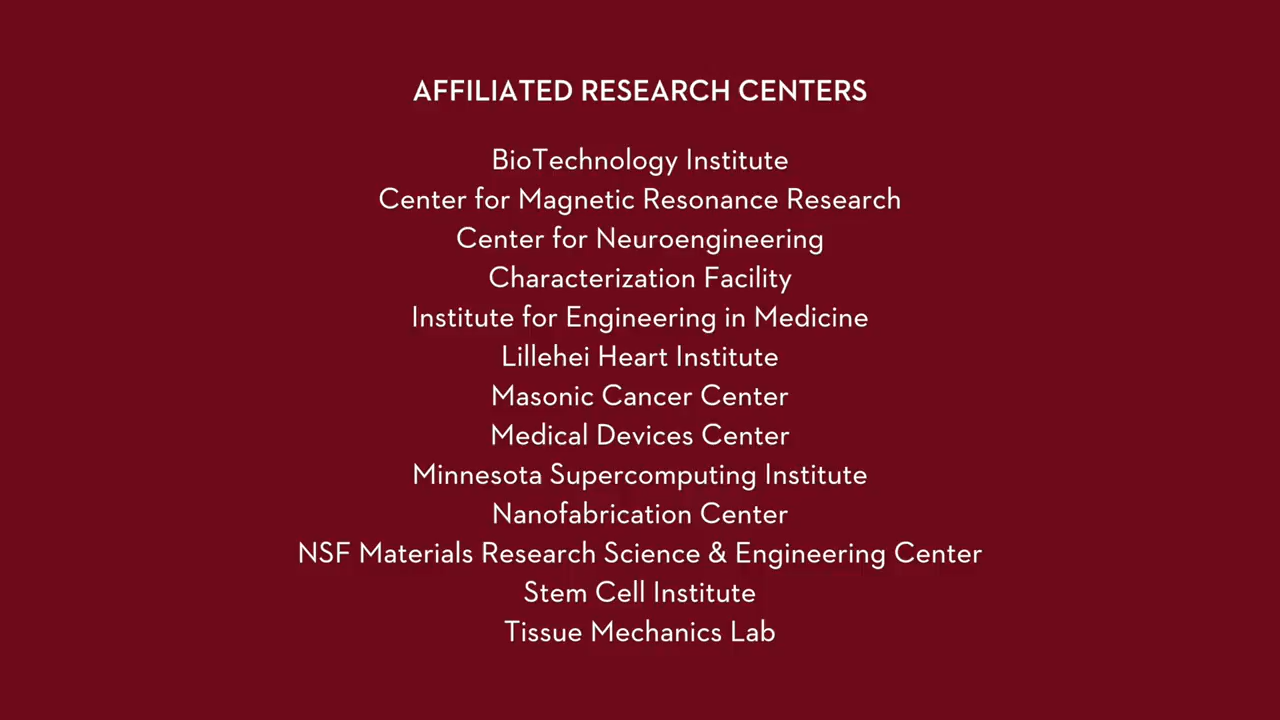 AFFILIATED RESEARCH CENTERS
BioTechnology Institute
Center for Magnetic Resonance Research
Center for Neuroengineering
Characterization Facility
Institute for Engineering in Medicine
Lillehei Heart Institute
Masonic Cancer Center
Medical Devices Center
Minnesota Supercomputing Institute
Nanofabrication Center
NSF Materials Research Science & Engineering Center
Stem Cell Institute
Tissue Mechanics Lab